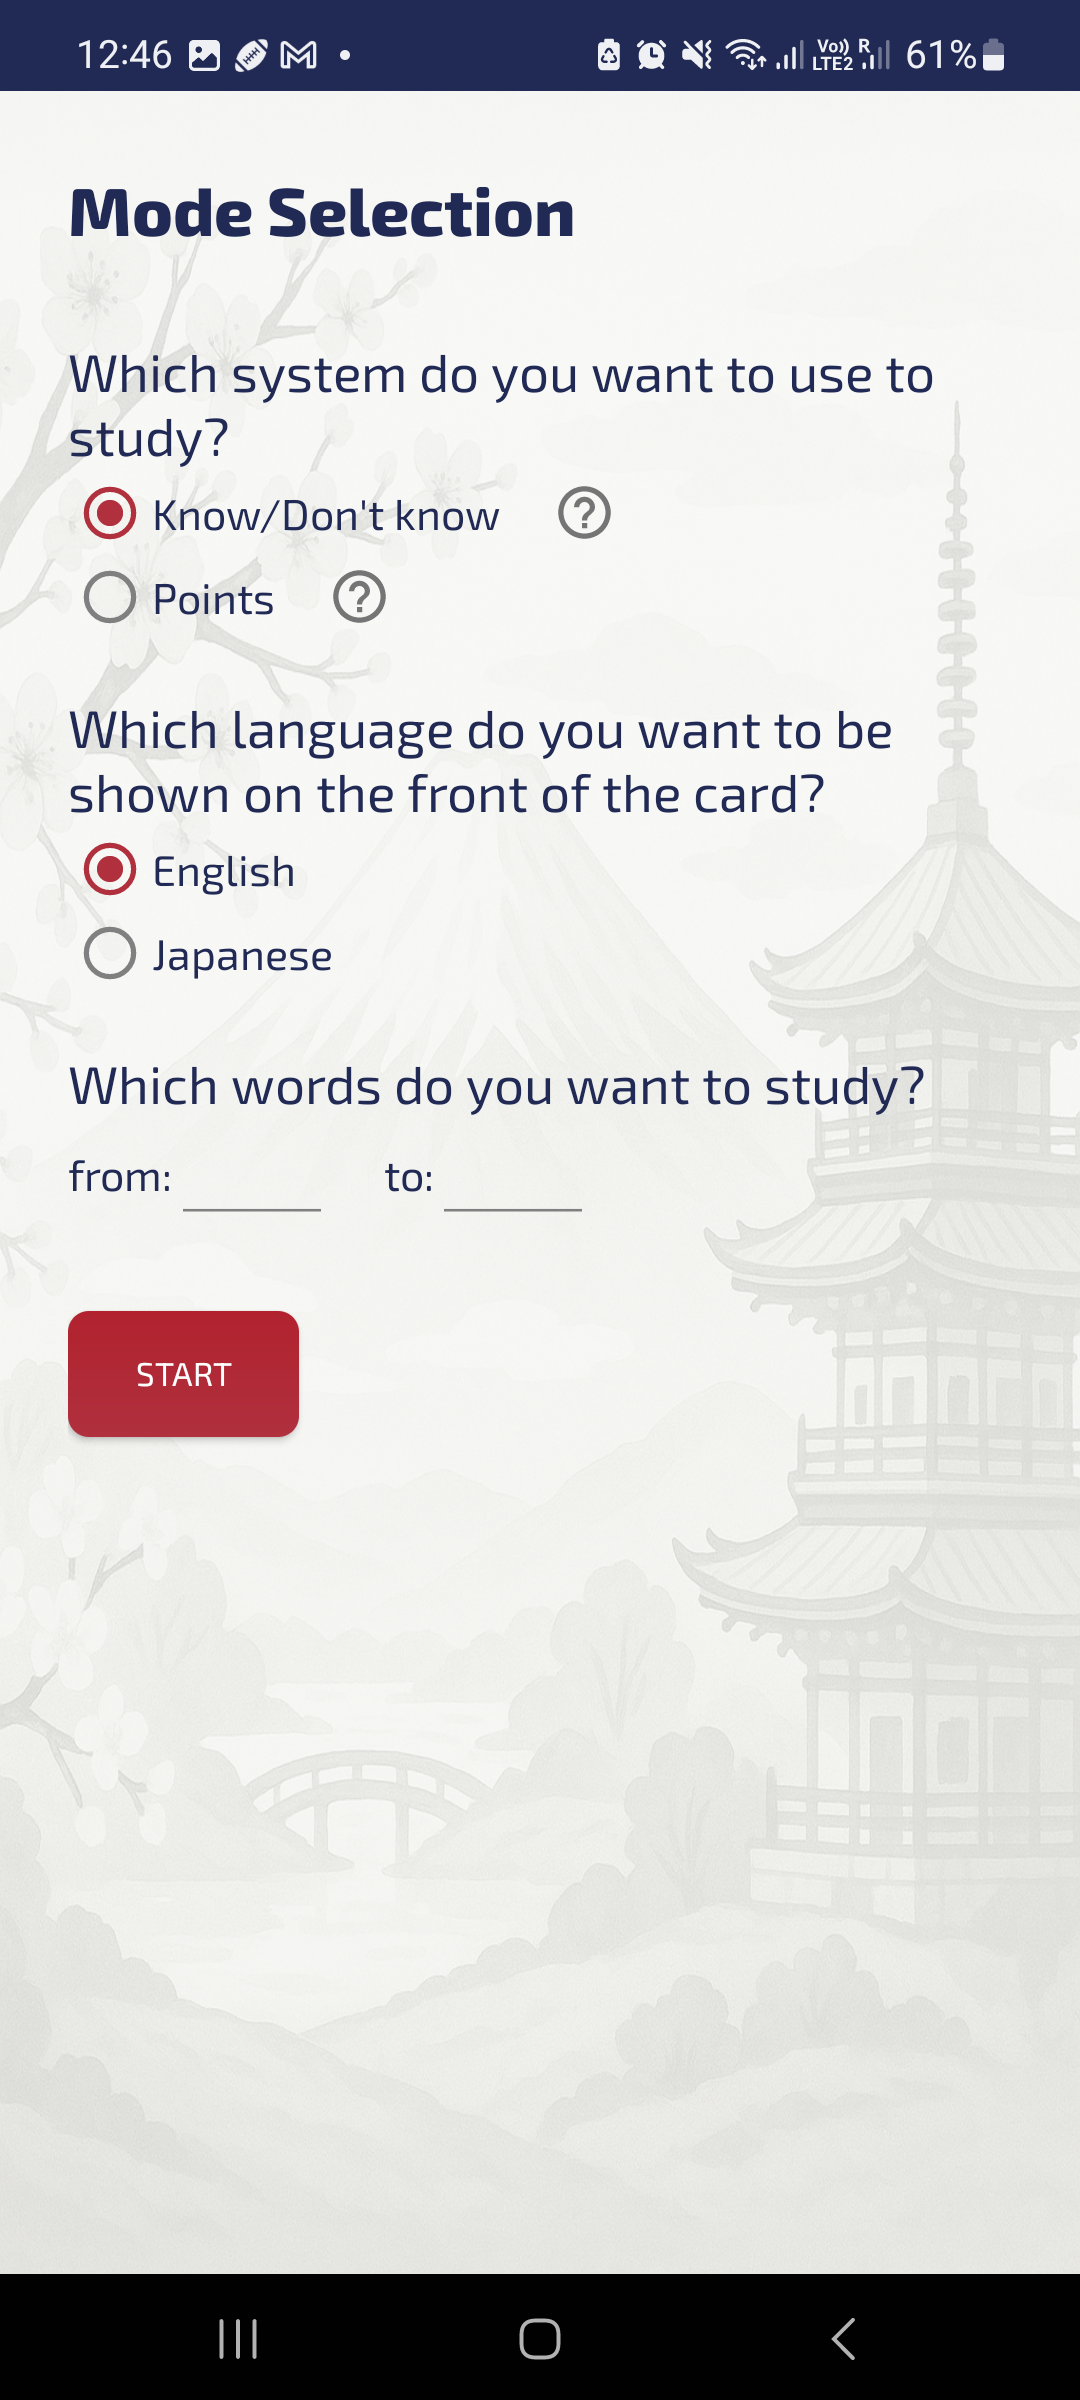 12:46
Vo)) R
LTE2
61%
Mode Selection
Which system do you want to use to
study?
Know/Don't know
Points
Which language do you want to be
shown on the front of the card?
English
Japanese
Which words do you want to study?
from: to:
START